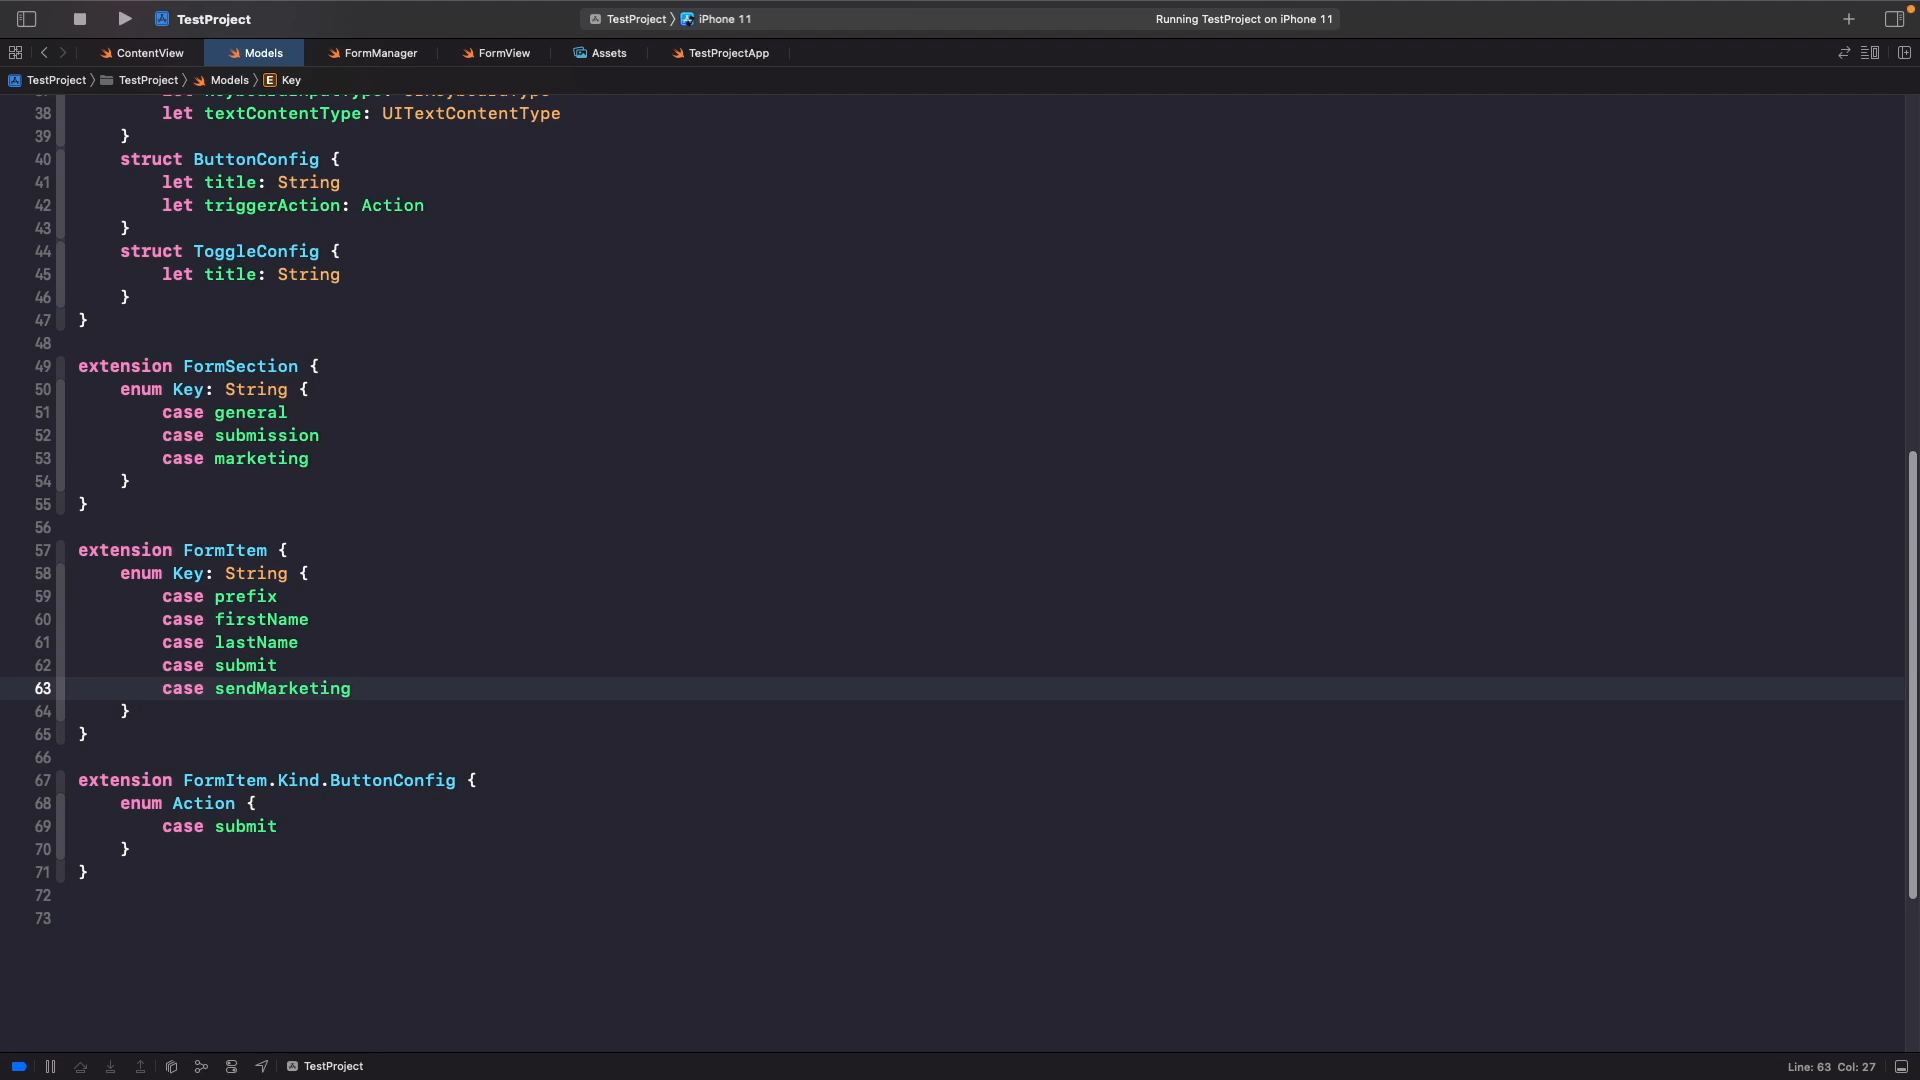 TestProject
TestProject iPhone 11
Running TestProject on iPhone 11
ContentView Models FormManager FormView Assets TestProjectApp
TestProject TestProject Models E Key
38 let textContentType: UITextContentType
39 }
40 struct ButtonConfig {
41 let title: String
42 let triggerAction: Action
43 }
44 struct ToggleConfig {
45 let title: String
46 }
47 }
48
49 extension FormSection {
50 enum Key: String {
51 case general
52 case submission
53 case marketing
54 }
55 }
56
57 extension FormItem {
58 enum Key: String {
59 case prefix
60 case firstName
61 case lastName
62 case submit
63 case sendMarketing
64 }
65 }
66
67 extension FormItem.Kind.ButtonConfig {
68 enum Action {
69 case submit
70 }
71 }
72
73
TestProject
Line: 63 Col: 27